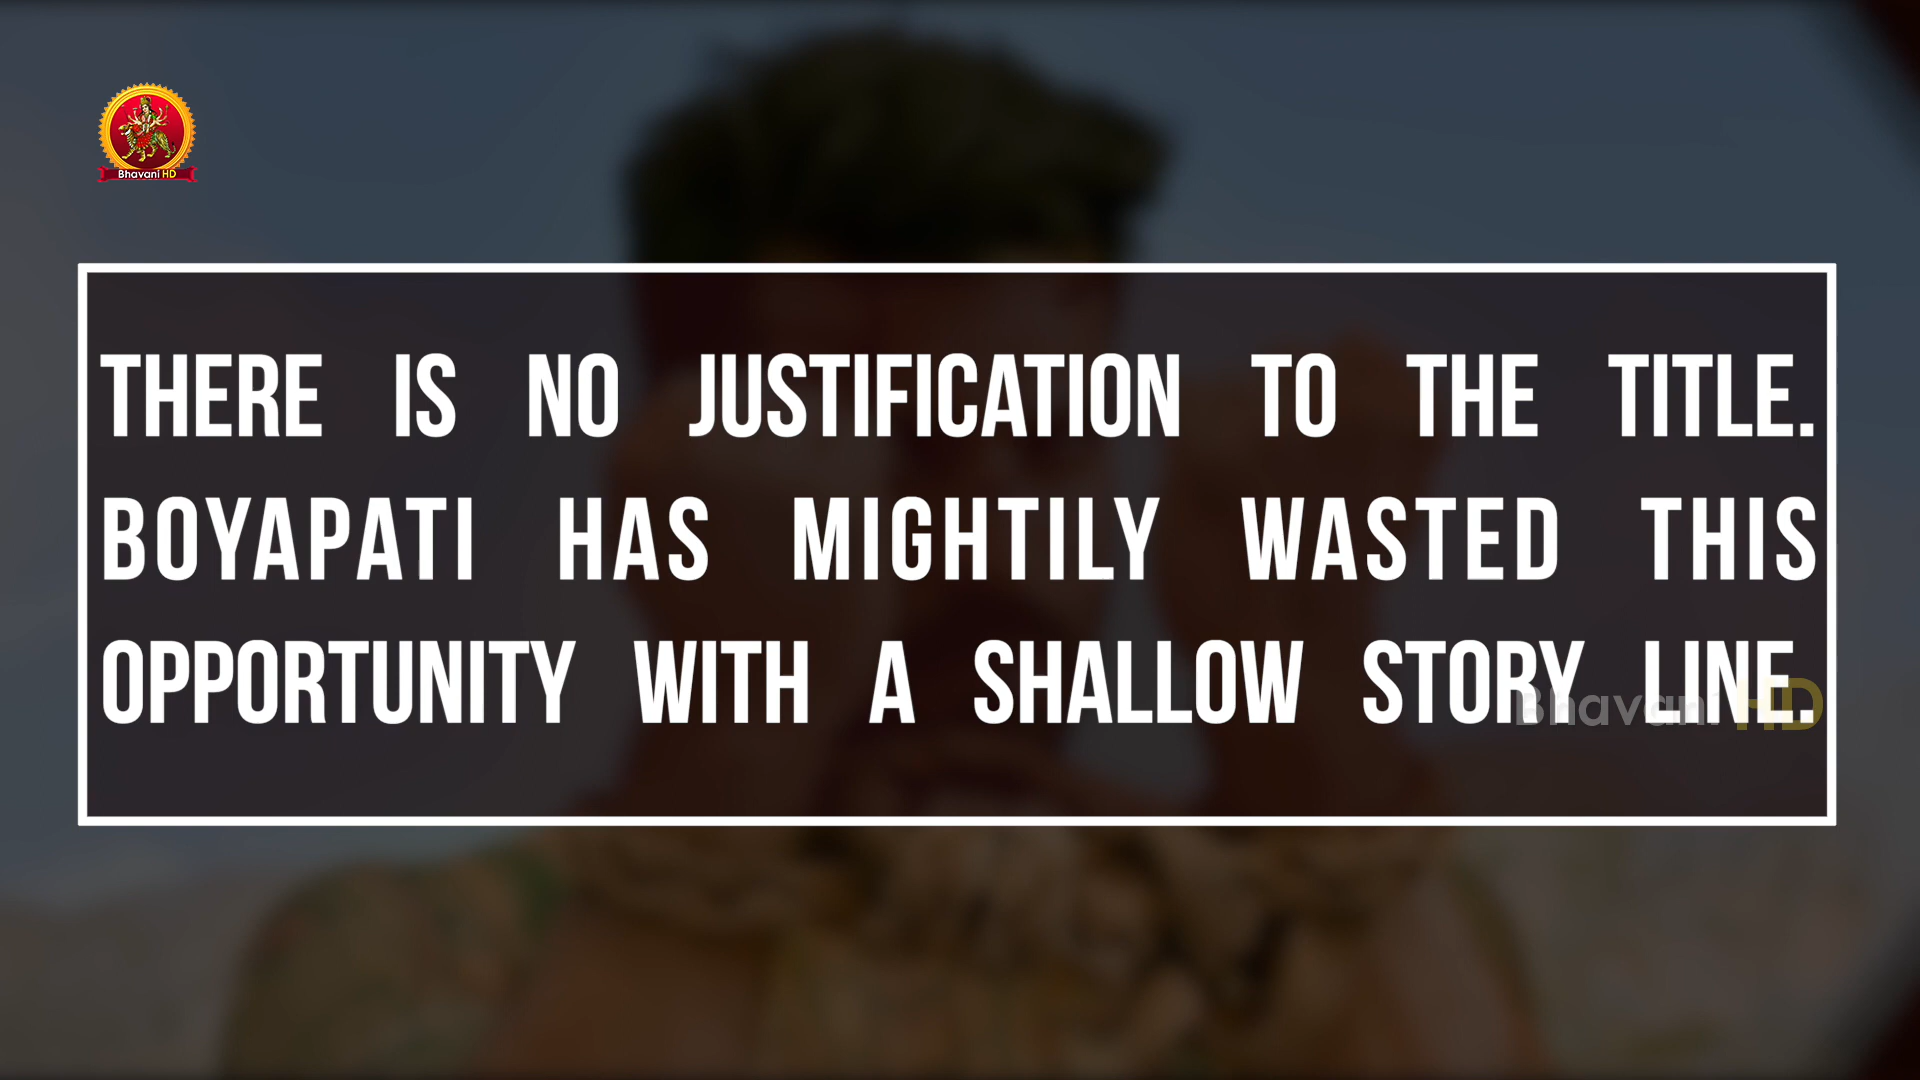 Bhavani HD
THERE IS NO JUSTIFICATION TO THE TITLE.
BOYAPATI HAS MIGHTILY WASTED THIS
OPPORTUNITY WITH A SHALLOW STORY LINE.
Bhavani HD